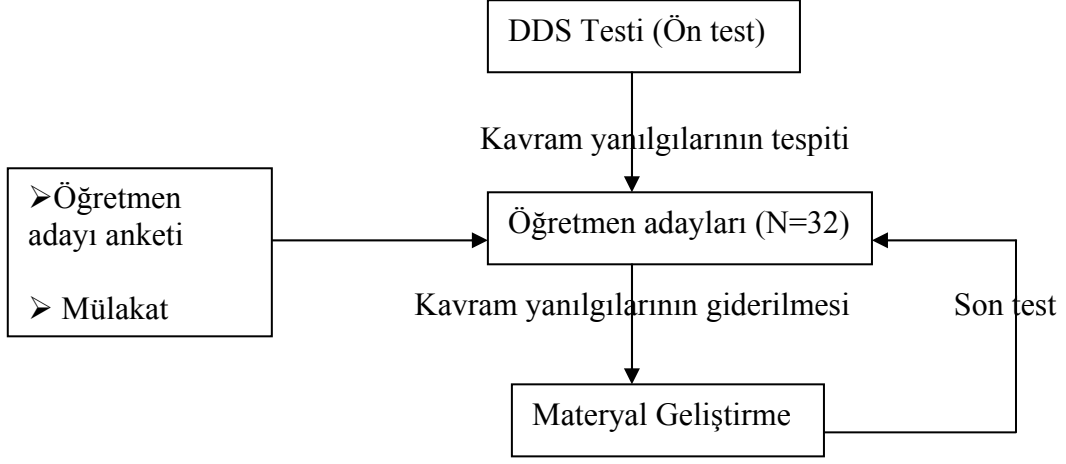 DDS Testi (Ön test)
Kavram yanılgılarının tespiti
➢Öğretmen
adayı anketi
➢ Mülakat
Öğretmen adayları (N=32)
Kavram yanılgılarının giderilmesi
Son test
Materyal Geliştirme